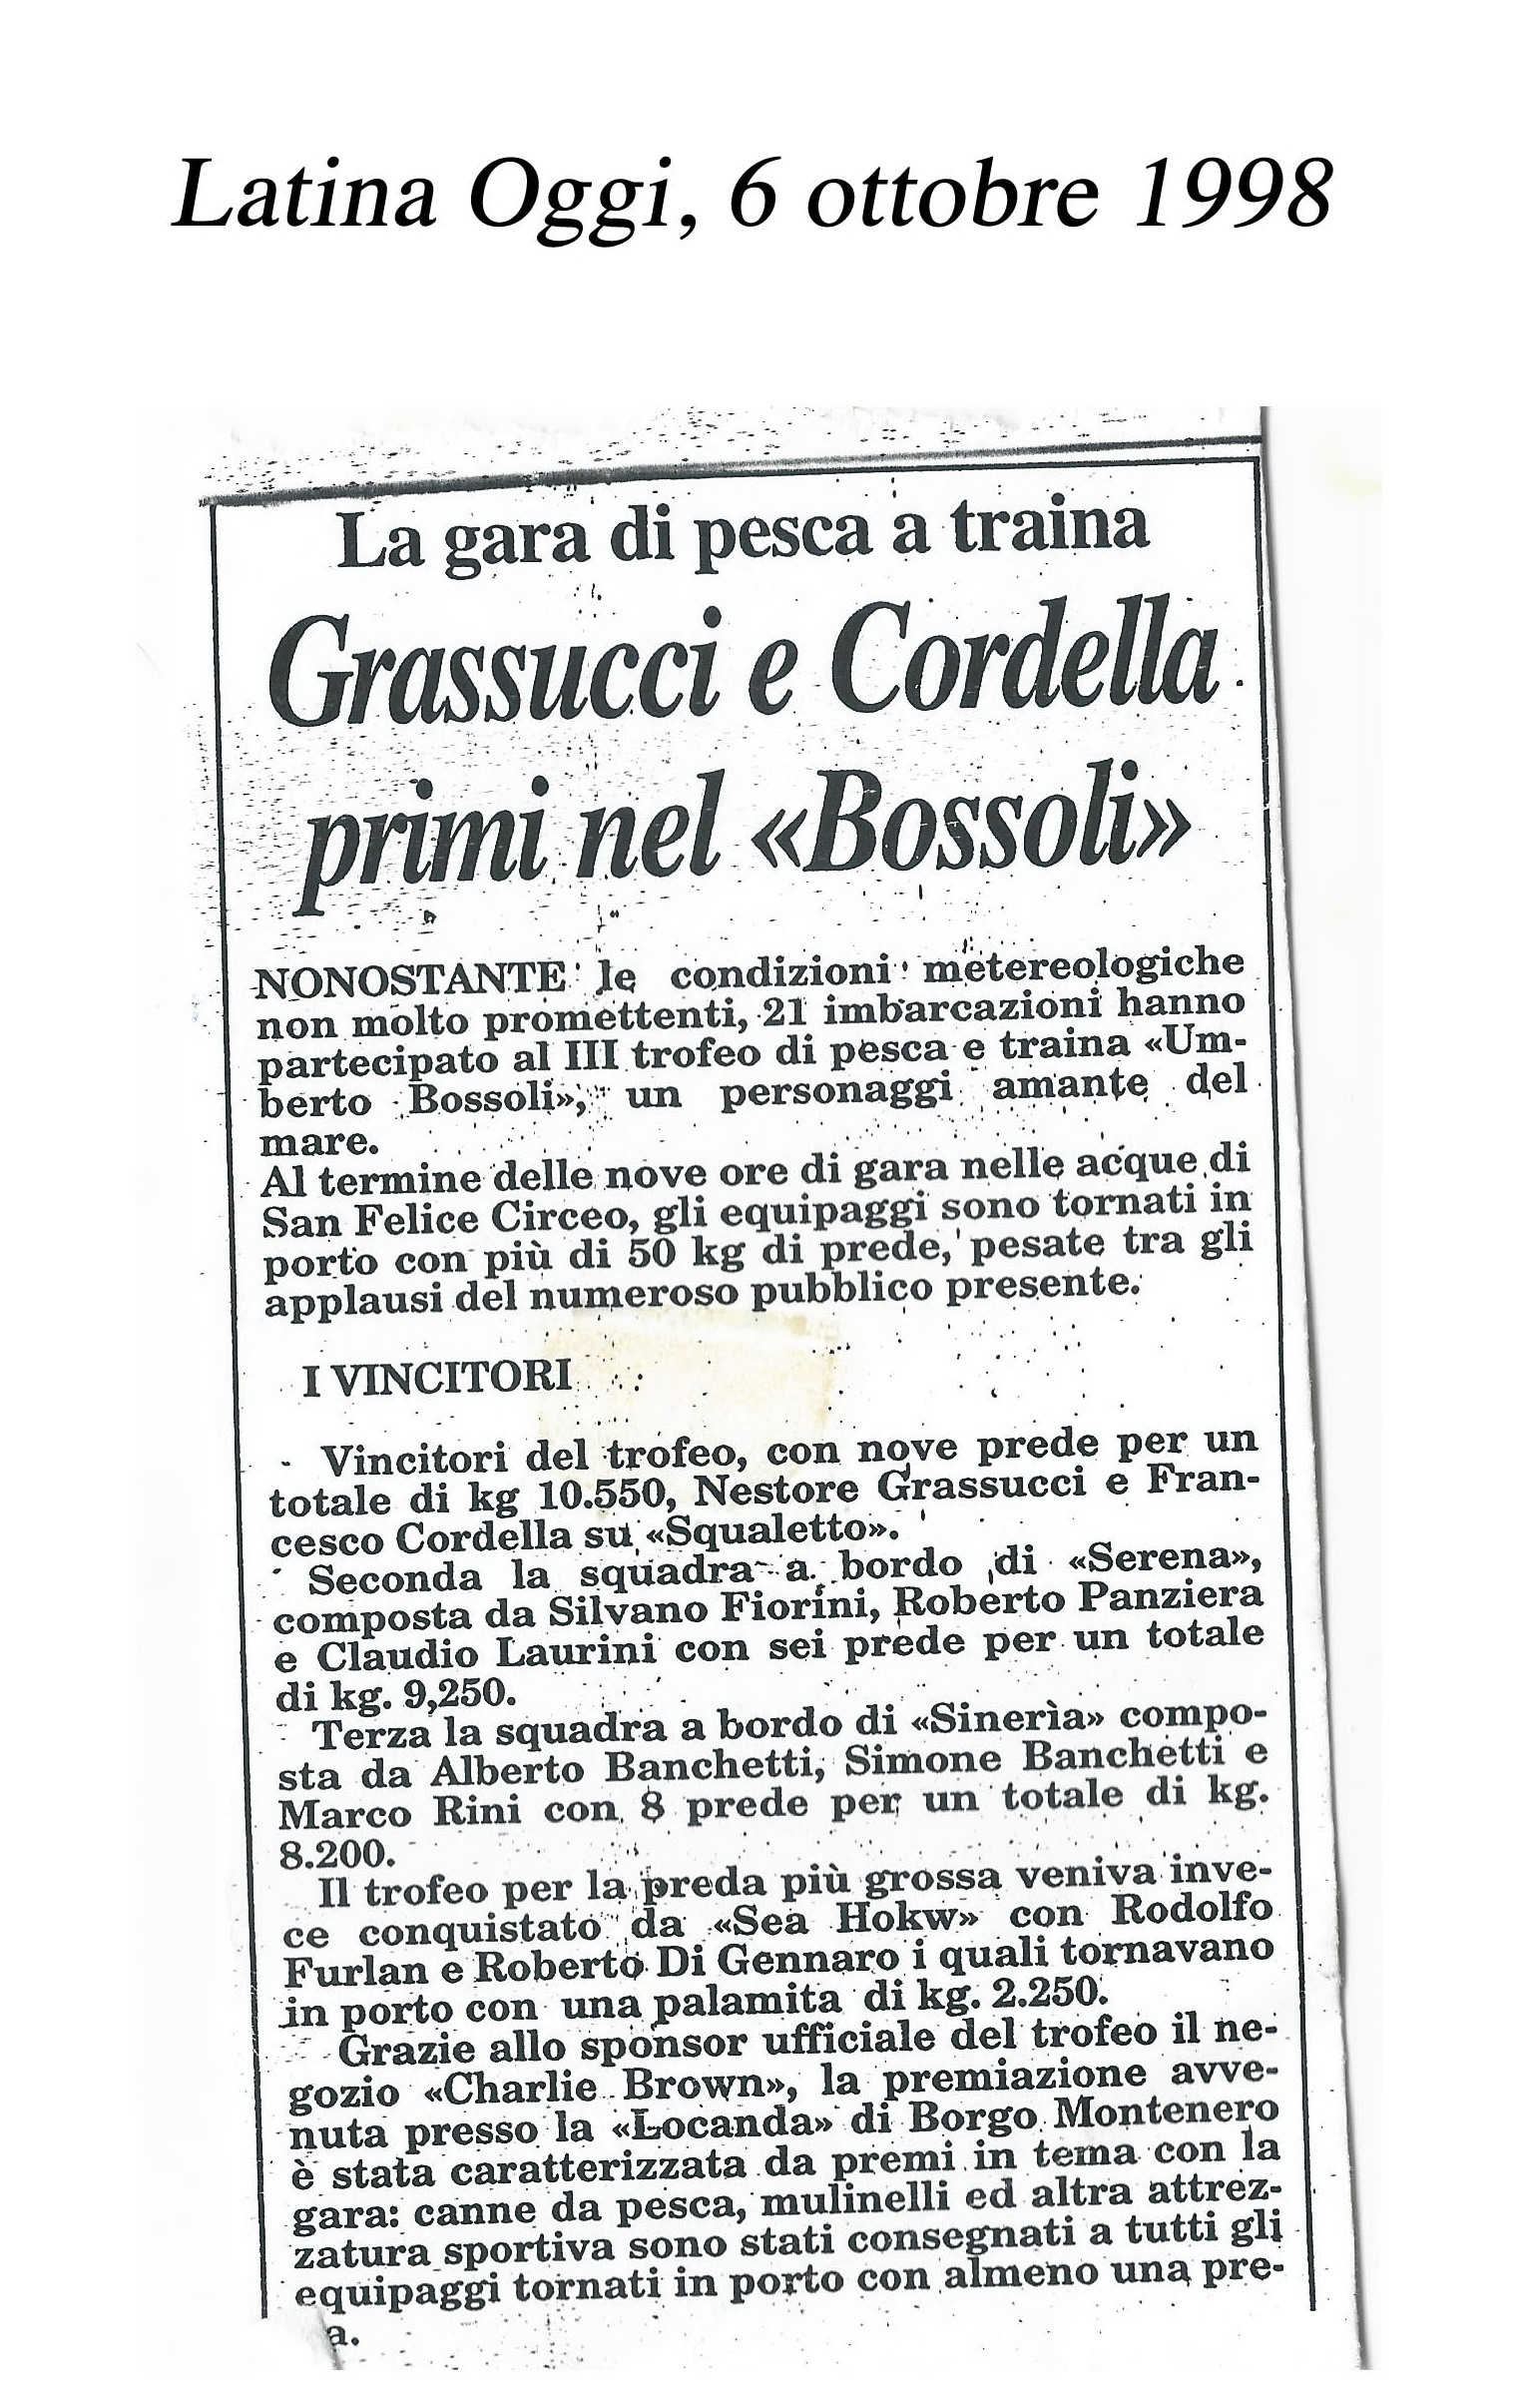 Latina Oggi, 6 ottobre 1998
La gara di pesca a traina
Grassucci e Cordella
primi nel «Bossoli»
NONOSTANTE le condizioni metereologiche
non molto promettenti, 21 imbarcazioni hanno
partecipato al III trofeo di pesca e traina «Um-
berto Bossoli», un personaggi amante del
mare.
Al termine delle nove ore di gara nelle acque di
San Felice Circeo, gli equipaggi sono tornati in
porto con più di 50 kg di prede, pesate tra gli
applausi del numeroso pubblico presente.
I VINCITORI
Vincitori del trofeo, con nove prede per un
totale di kg 10.550, Nestore Grassucci e Fran-
cesco Cordella su «Squaletto».
Seconda la squadra a bordo di «Serena»,
composta da Silvano Fiorini, Roberto Panziera
e Claudio Laurini con sei prede per un totale
di kg. 9,250.
Terza la squadra a bordo di «Sinerìa» compo-
sta da Alberto Banchetti, Simone Banchetti e
Marco Rini con 8 prede per un totale di kg.
8.200.
Il trofeo per la preda più grossa veniva inve-
ce conquistato da «Sea Hokw» con Rodolfo
Furlan e Roberto Di Gennaro i quali tornavano
in porto con una palamita di kg. 2.250.
Grazie allo sponsor ufficiale del trofeo il ne-
gozio «Charlie Brown», la premiazione avve-
nuta presso la «Locanda» di Borgo Montenero
è stata caratterizzata da premi in tema con la
gara: canne da pesca, mulinelli ed altra attrez-
zatura sportiva sono stati consegnati a tutti gli
equipaggi tornati in porto con almeno una pre-
a.